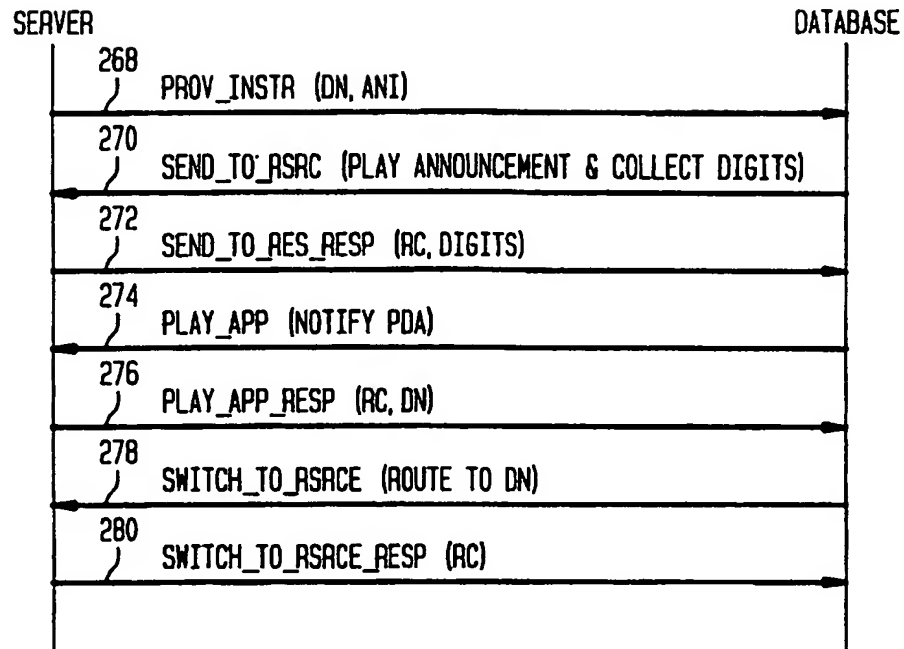 SERVER DATABASE
268
PROV_INSTR (DN, ANI)
270
SEND_TO_RSRC (PLAY ANNOUNCEMENT & COLLECT DIGITS)
272
SEND_TO_RES_RESP (RC, DIGITS)
274
PLAY_APP (NOTIFY PDA)
276
PLAY_APP_RESP (RC, DN)
278
SWITCH_TO_RSRCE (ROUTE TO DN)
280
SWITCH_TO_RSRCE_RESP (RC)